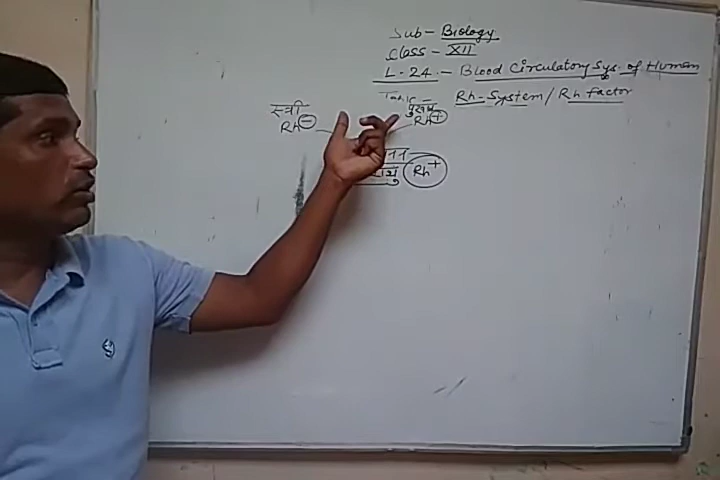 Sub - Biology
Class - XII
L. 24. - Blood Circulatory Sys. of Human
Topic Rh-System / Rh factor
स्त्री पुरुष
Rh- Rh+
Rh+